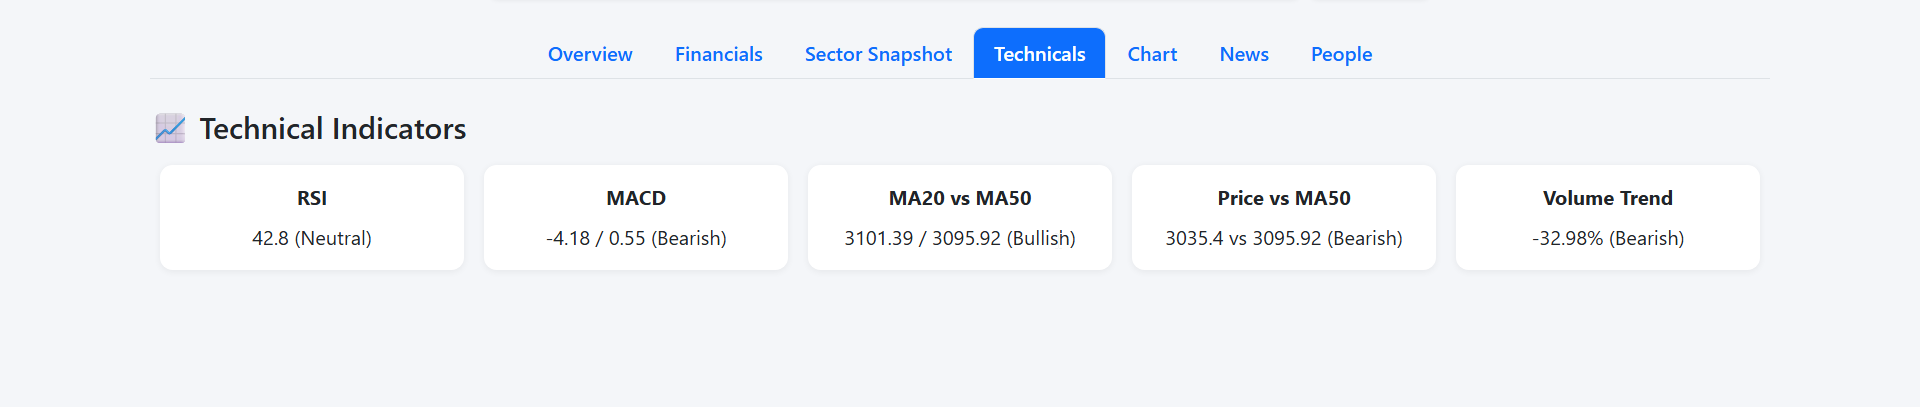 Overview Financials Sector Snapshot Technicals Chart News People
Technical Indicators
RSI
42.8 (Neutral)
MACD
-4.18 / 0.55 (Bearish)
MA20 vs MA50
3101.39 / 3095.92 (Bullish)
Price vs MA50
3035.4 vs 3095.92 (Bearish)
Volume Trend
-32.98% (Bearish)